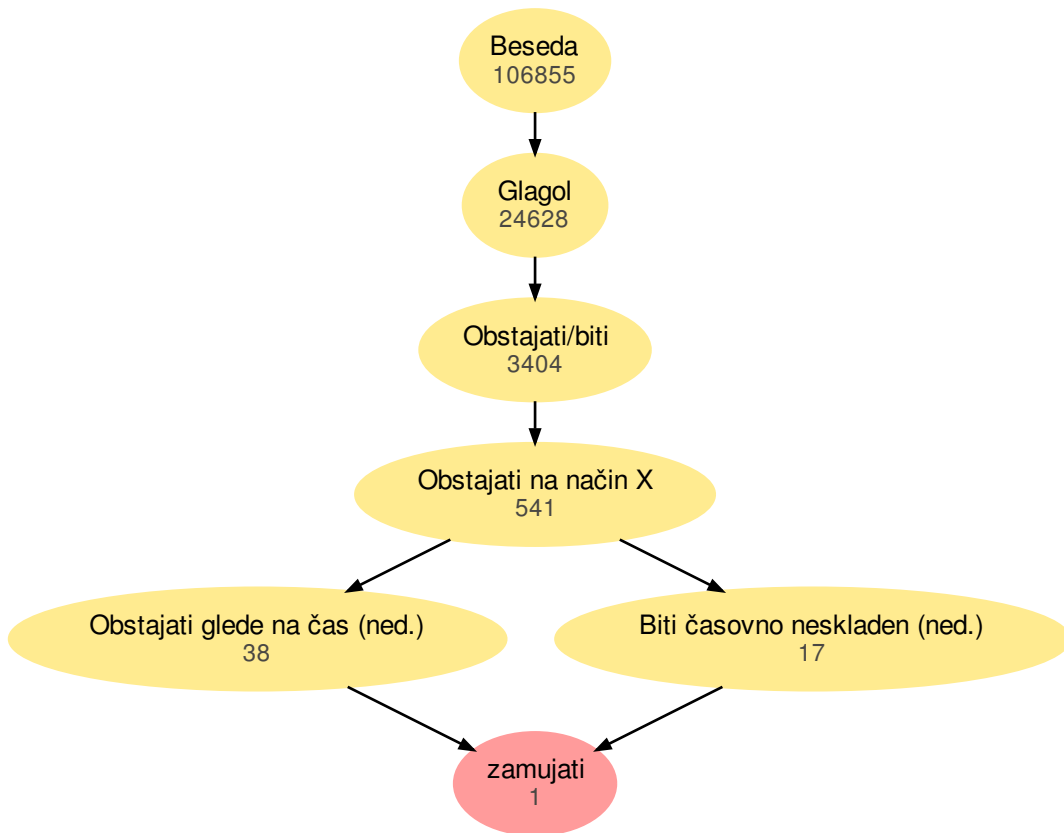 Beseda
106855
Glagol
24628
Obstajati/biti
3404
Obstajati na način X
541
Obstajati glede na čas (ned.)
38
Biti časovno neskladen (ned.)
17
zamujati
1